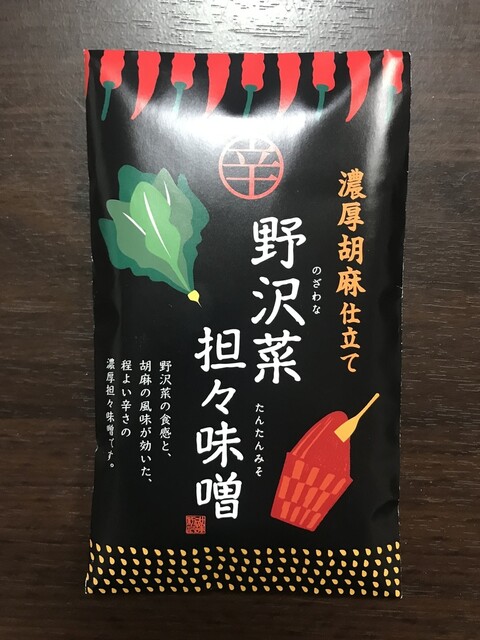 辛
濃厚胡麻仕立て
野沢菜
のざわな
担々味噌
たんたんみそ
野沢菜の食感と、
胡麻の風味が効いた、
程よい辛さの
濃厚担々味噌です。